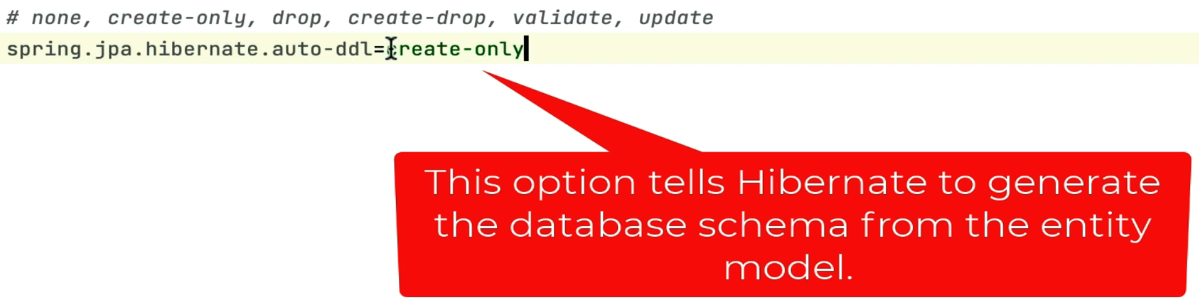 # none, create-only, drop, create-drop, validate, update
spring.jpa.hibernate.auto-ddl=create-only
This option tells Hibernate to generate
the database schema from the entity
model.